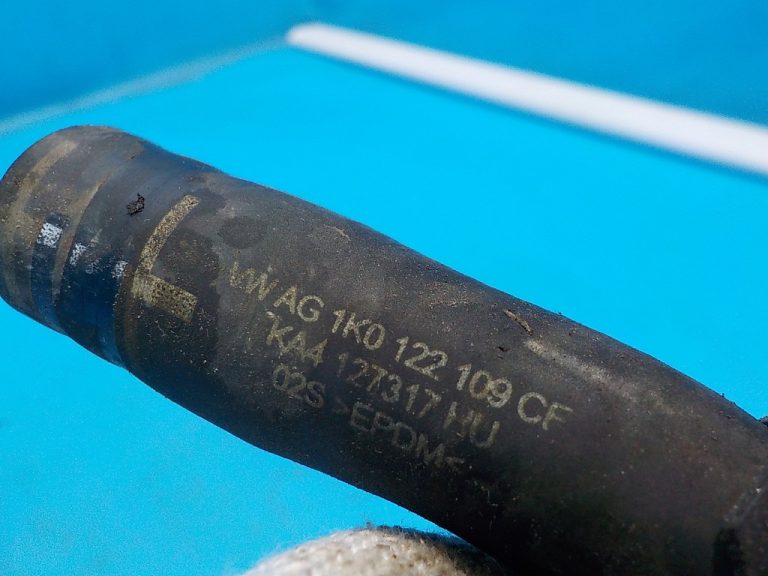 VW AG 1K0 122 109 CF
KA4 127317 HU
02S >EPDM<